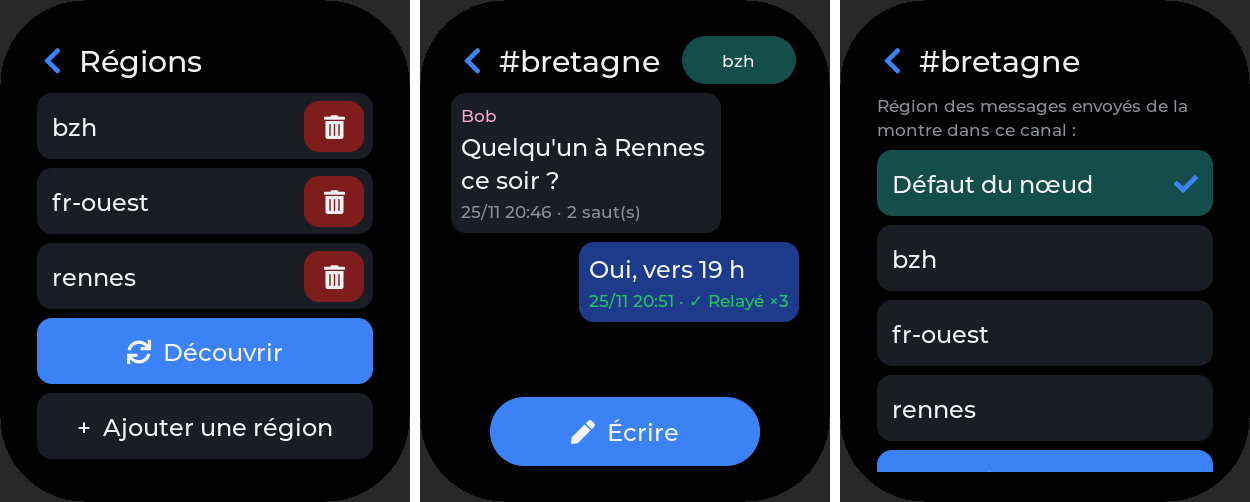 Régions
bzh
fr-ouest
rennes
Découvrir
+ Ajouter une région
#bretagne
bzh
Bob
Quelqu'un à Rennes
ce soir ?
25/11 20:46 · 2 saut(s)
Oui, vers 19 h
25/11 20:51 · ✓ Relayé ×3
Écrire
#bretagne
Région des messages envoyés de la
montre dans ce canal :
Défaut du nœud
bzh
fr-ouest
rennes